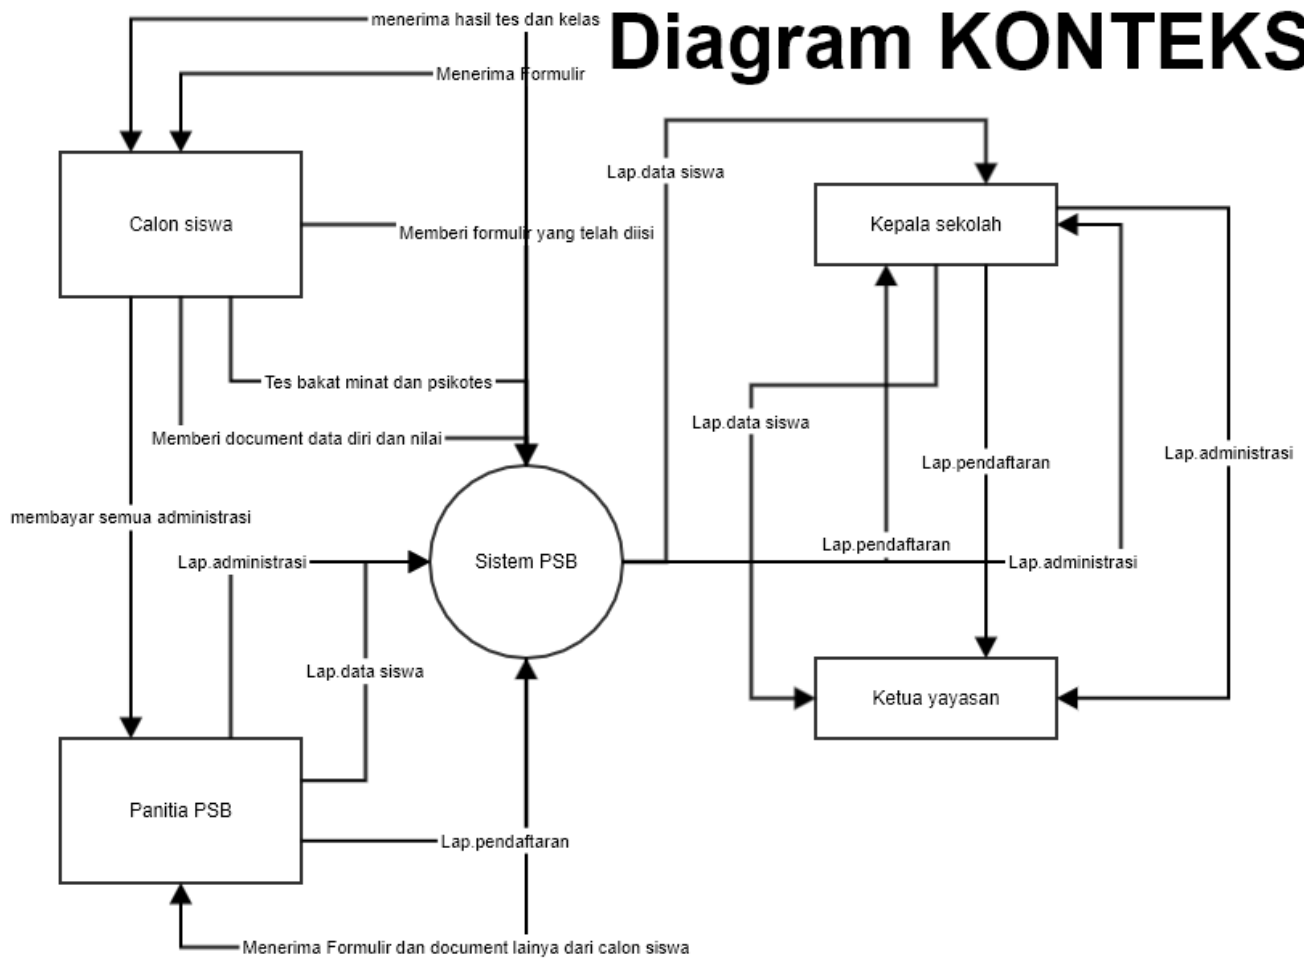 menerima hasil tes dan kelas
Diagram KONTEKS
Menerima Formulir
Lap.data siswa
Calon siswa
Memberi formulir yang telah diisi
Kepala sekolah
Tes bakat minat dan psikotes
Lap.data siswa
Memberi document data diri dan nilai
Lap.pendaftaran
Lap.administrasi
membayar semua administrasi
Lap.pendaftaran
Lap.administrasi
Sistem PSB
Lap.administrasi
Lap.data siswa
Ketua yayasan
Panitia PSB
Lap.pendaftaran
Menerima Formulir dan document lainya dari calon siswa